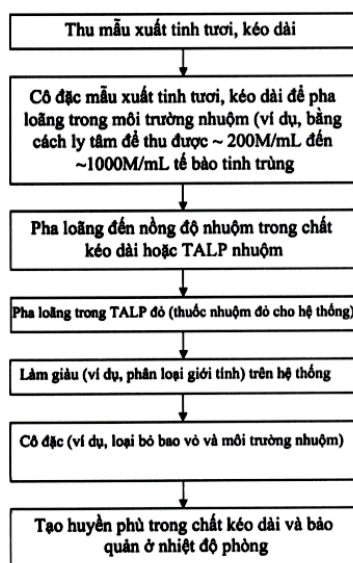 Thu mẫu xuất tinh tươi, kéo dài
Cô đặc mẫu xuất tinh tươi, kéo dài để pha
loãng trong môi trường nhuộm (ví dụ, bằng
cách ly tâm để thu được ~ 200M/mL đến
~1000M/mL tế bào tinh trùng
Pha loãng đến nồng độ nhuộm trong chất
kéo dài hoặc TALP nhuộm
Pha loãng trong TALP đỏ (thuốc nhuộm đỏ cho hệ thống)
Làm giàu (ví dụ, phân loại giới tính) trên hệ thống
Cô đặc (ví dụ, loại bỏ bao vỏ và môi trường nhuộm)
Tạo huyền phù trong chất kéo dài và bảo
quản ở nhiệt độ phòng